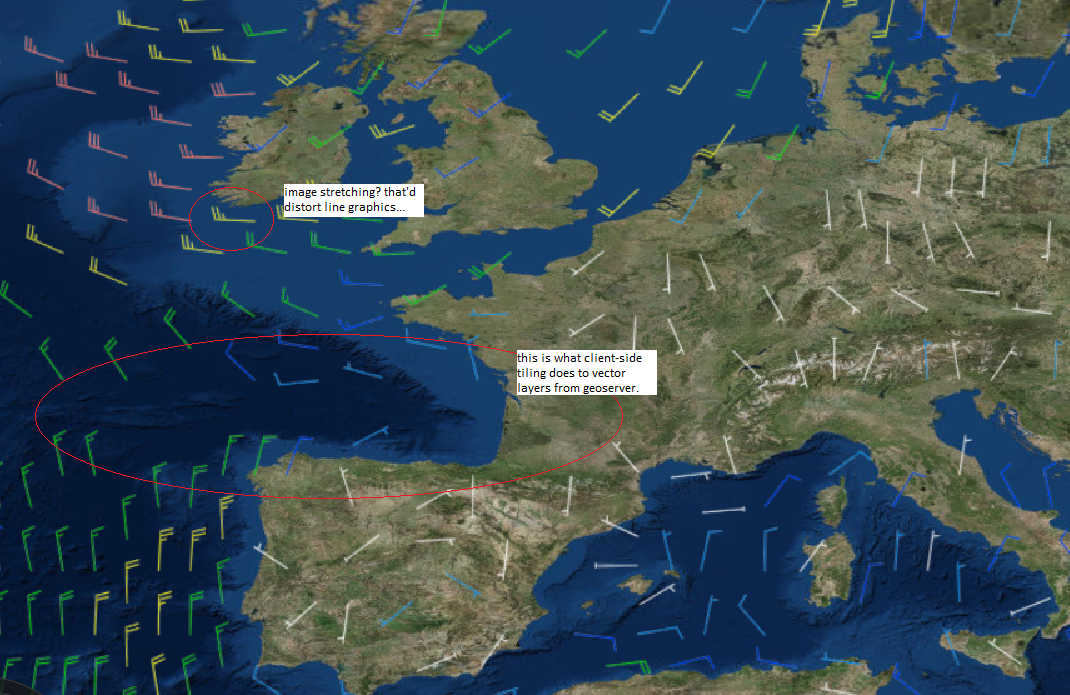 image stretching? that'd
distort line graphics...
this is what client-side
tiling does to vector
layers from geoserver.